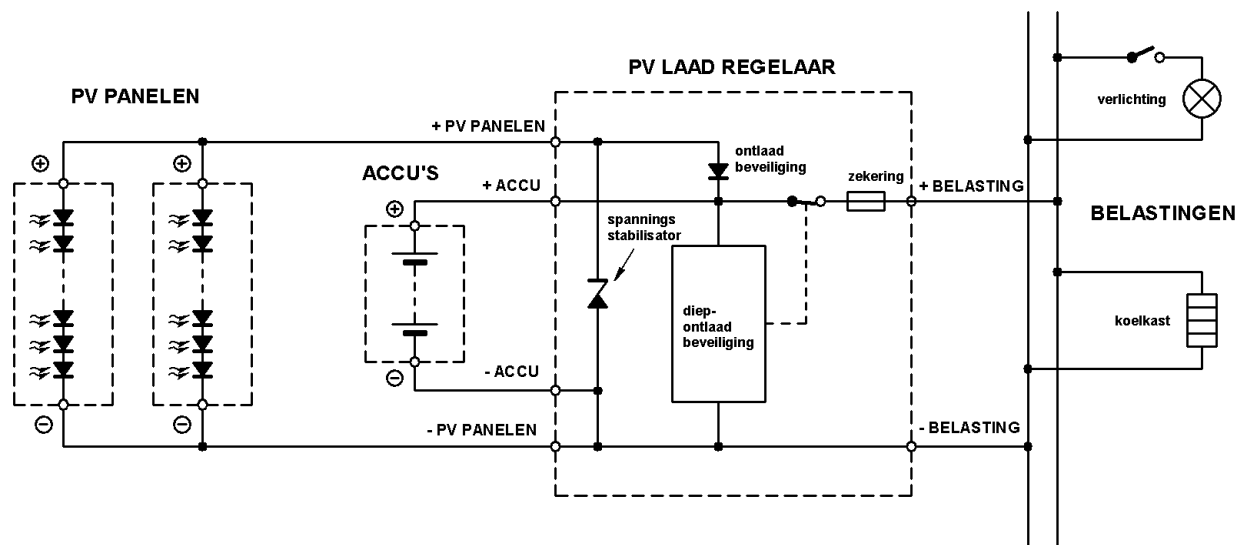 PV PANELEN
+ PV PANELEN
ACCU'S
+ ACCU
- ACCU
- PV PANELEN
PV LAAD REGELAAR
ontlaad
beveiliging
zekering
spannings
stabilisator
diep-
ontlaad
beveiliging
+ BELASTING
- BELASTING
verlichting
BELASTINGEN
koelkast